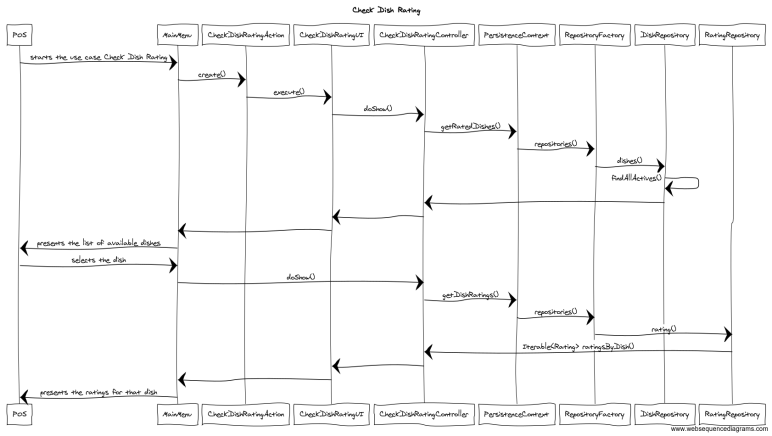 Check Dish Rating
POS
MainMenu
CheckDishRatingAction
CheckDishRatingUI
CheckDishRatingController
PersistenceContext
RepositoryFactory
DishRepository
RatingRepository
starts the use case Check Dish Rating
create()
execute()
doShow()
getRatedDishes()
repositories()
dishes()
findAllActives()
presents the list of available dishes
selects the dish
doShow()
getDishRatings()
repositories()
rating()
Iterable<Rating> ratingsByDish()
presents the ratings for that dish
POS
MainMenu
CheckDishRatingAction
CheckDishRatingUI
CheckDishRatingController
PersistenceContext
RepositoryFactory
DishRepository
RatingRepository
www.websequencediagrams.com